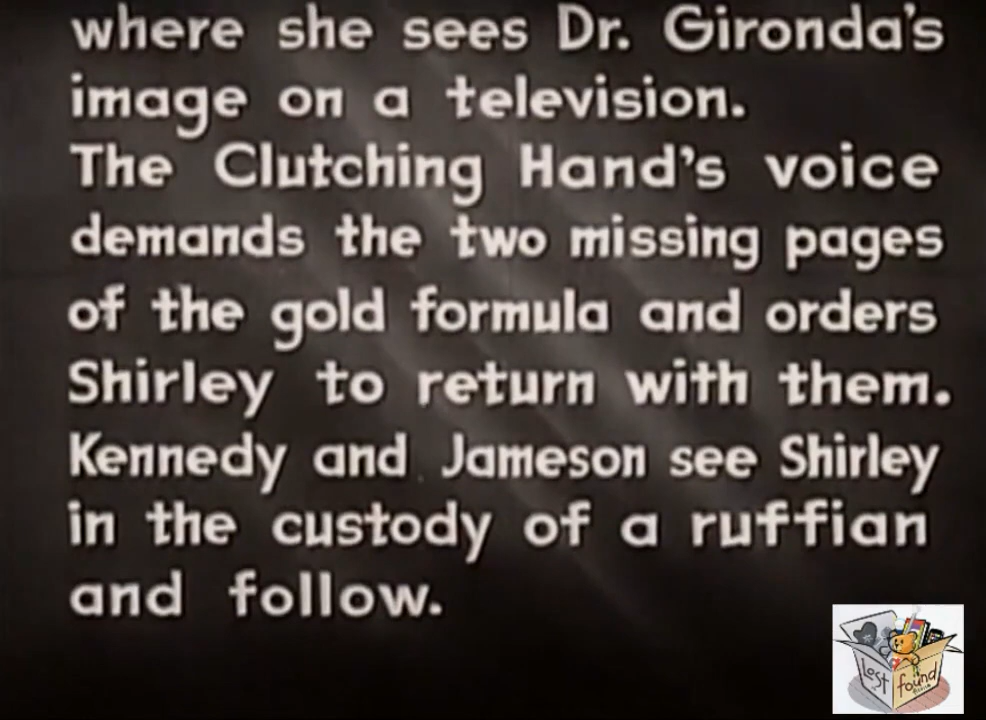 where she sees Dr. Gironda's
image on a television.
The Clutching Hand's voice
demands the two missing pages
of the gold formula and orders
Shirley to return with them.
Kennedy and Jameson see Shirley
in the custody of a ruffian
and follow.
Lost
found